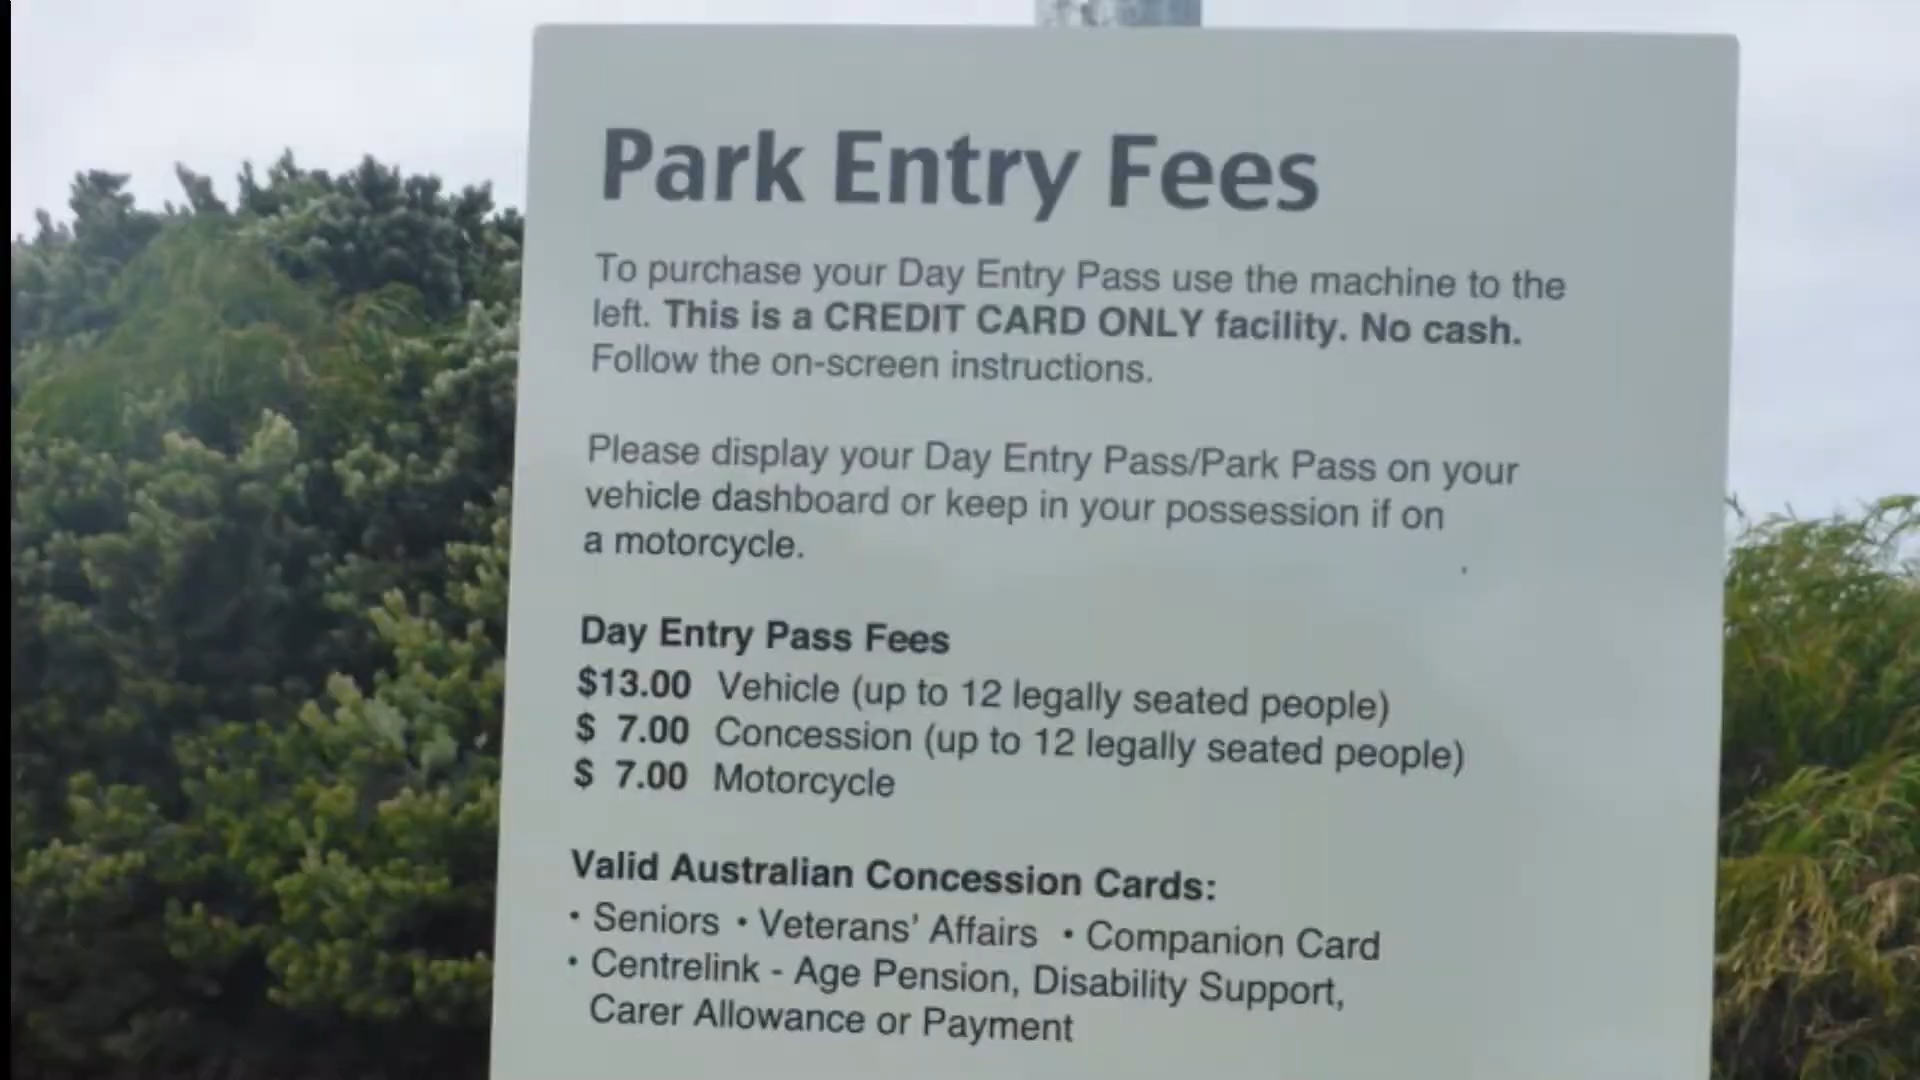 Park Entry Fees
To purchase your Day Entry Pass use the machine to the
left. This is a CREDIT CARD ONLY facility. No cash.
Follow the on-screen instructions.
Please display your Day Entry Pass/Park Pass on your
vehicle dashboard or keep in your possession if on
a motorcycle.
Day Entry Pass Fees
$13.00 Vehicle (up to 12 legally seated people)
$ 7.00 Concession (up to 12 legally seated people)
$ 7.00 Motorcycle
Valid Australian Concession Cards:
• Seniors • Veterans' Affairs • Companion Card
• Centrelink - Age Pension, Disability Support,
Carer Allowance or Payment